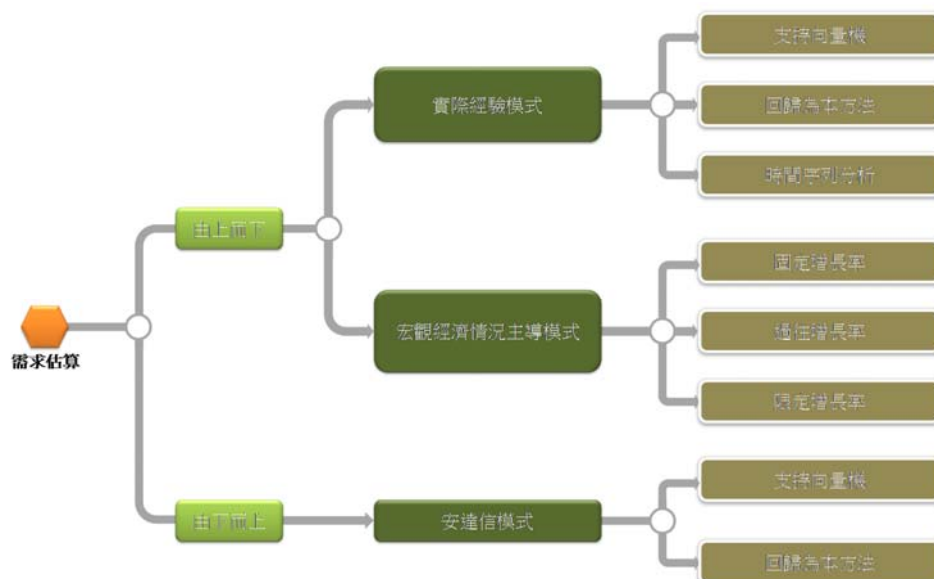 支持向量機
實際經驗模式
回歸為本方法
時間序列分析
由上而下
固定增長率
宏觀經濟情況主導模式
過往增長率
需求估算
限定增長率
支持向量機
由下而上
安達信模式
回歸為本方法